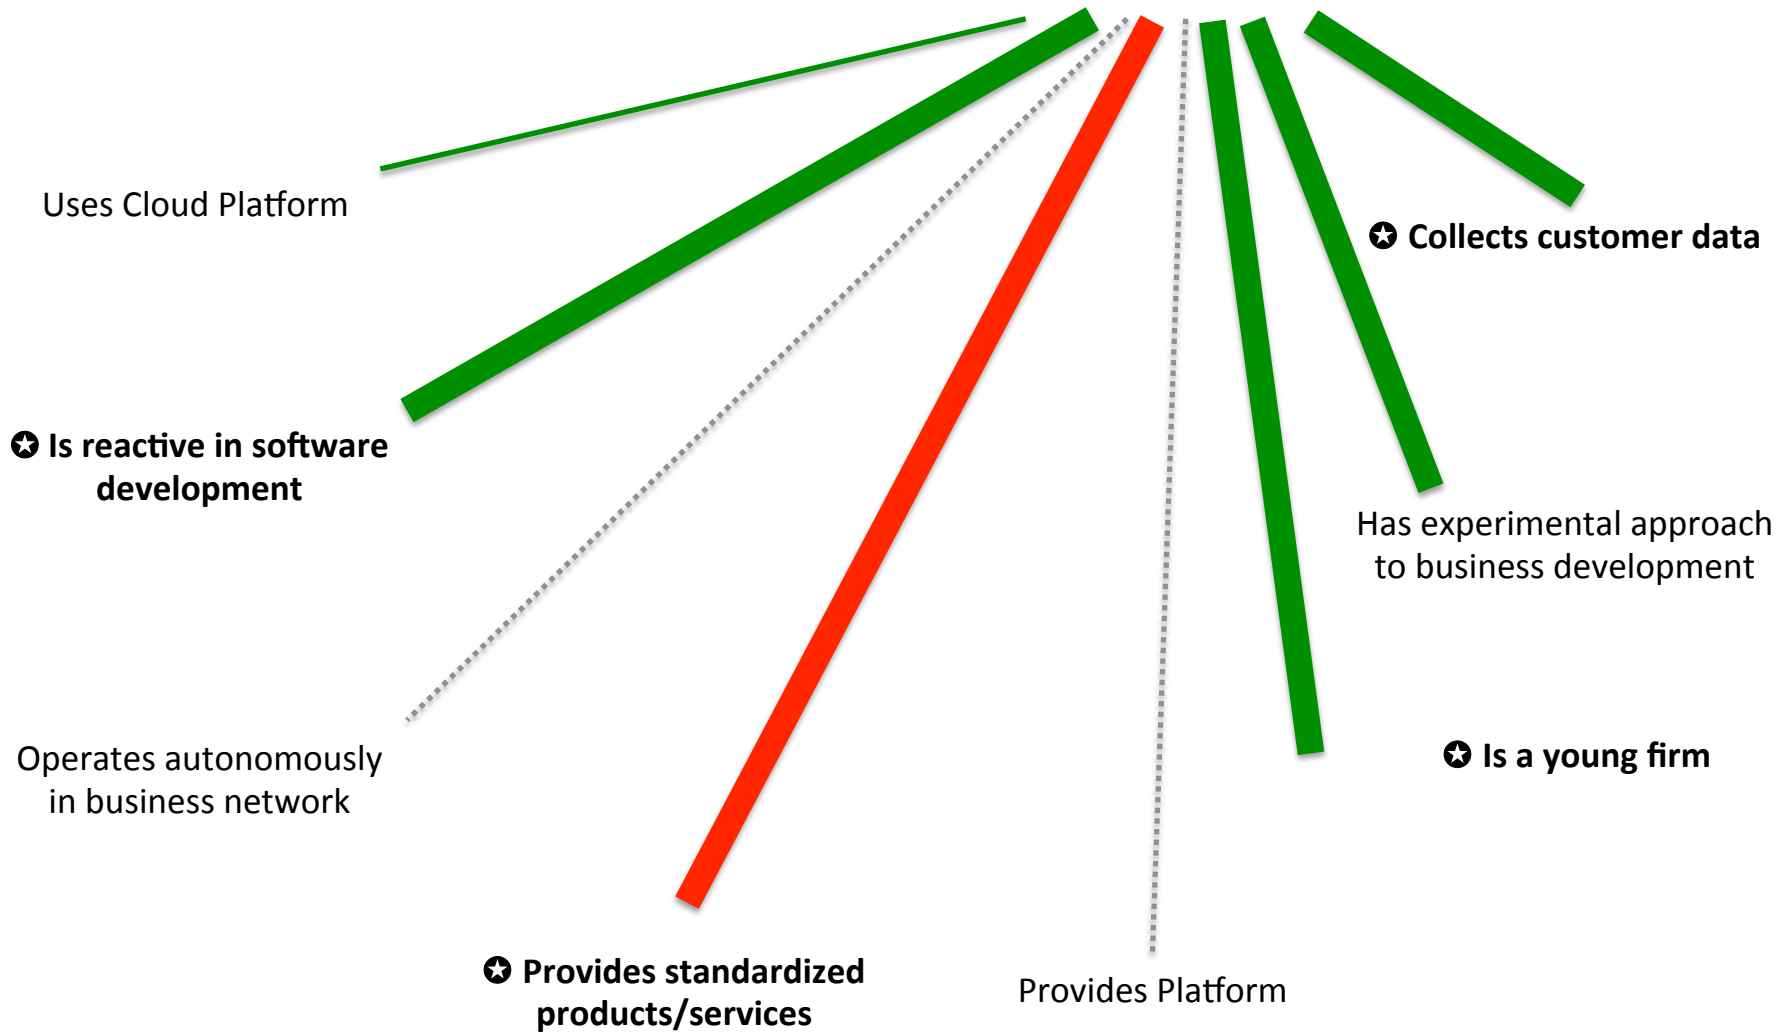 Uses Cloud Platform
✪ Collects customer data
✪ Is reactive in software
development
Has experimental approach
to business development
Operates autonomously
in business network
✪ Is a young firm
✪ Provides standardized
products/services
Provides Platform